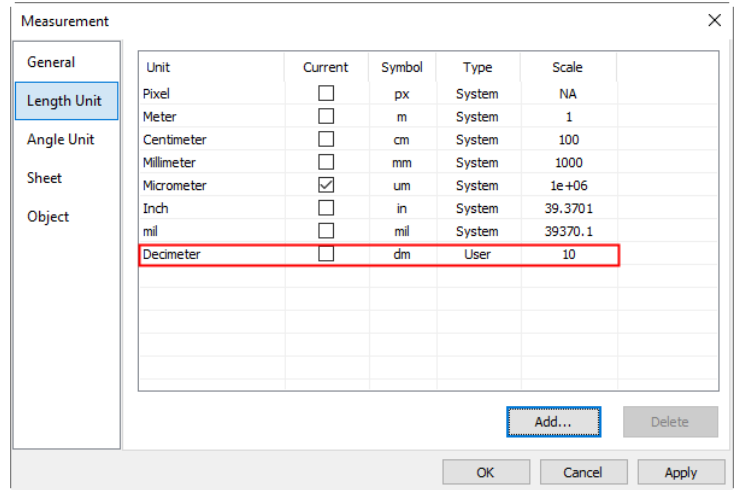 Measurement
General
Length Unit
Angle Unit
Sheet
Object
Unit Current Symbol Type Scale
Pixel px System NA
Meter m System 1
Centimeter cm System 100
Millimeter mm System 1000
Micrometer um System 1e+06
Inch in System 39.3701
mil mil System 39370.1
Decimeter dm User 10
Add... Delete
OK Cancel Apply